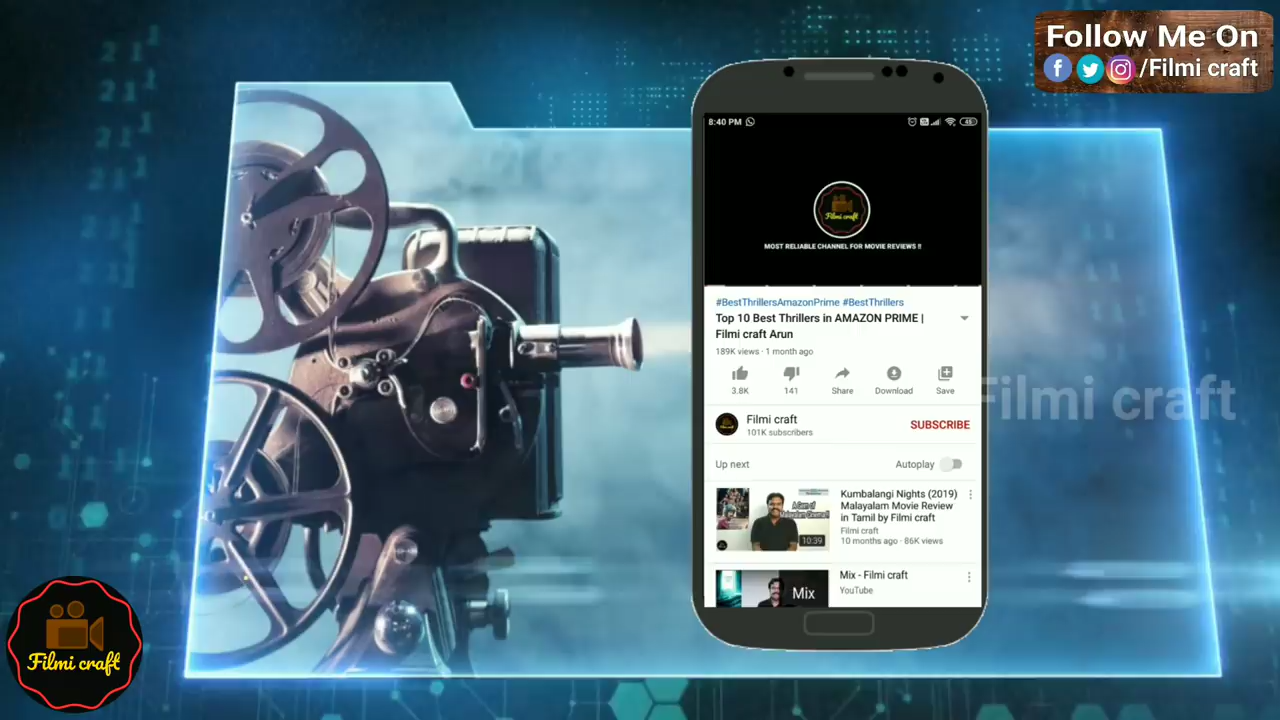 Follow Me On
/Filmi craft
8:40 PM
Filmi craft
MOST RELIABLE CHANNEL FOR MOVIE REVIEWS !!
#BestThrillersAmazonPrime #BestThrillers
Top 10 Best Thrillers in AMAZON PRIME |
Filmi craft Arun
189K views · 1 month ago
3.8K
141
Share
Download
Save
Filmi craft
101K subscribers
SUBSCRIBE
Filmi craft
Up next
Autoplay
Kumbalangi Nights (2019)
Malayalam Movie Review
in Tamil by Filmi craft
Filmi craft
10 months ago · 86K views
A Gem of
Malayalam Cinema
10:39
Mix - Filmi craft
YouTube
Mix
Filmi craft